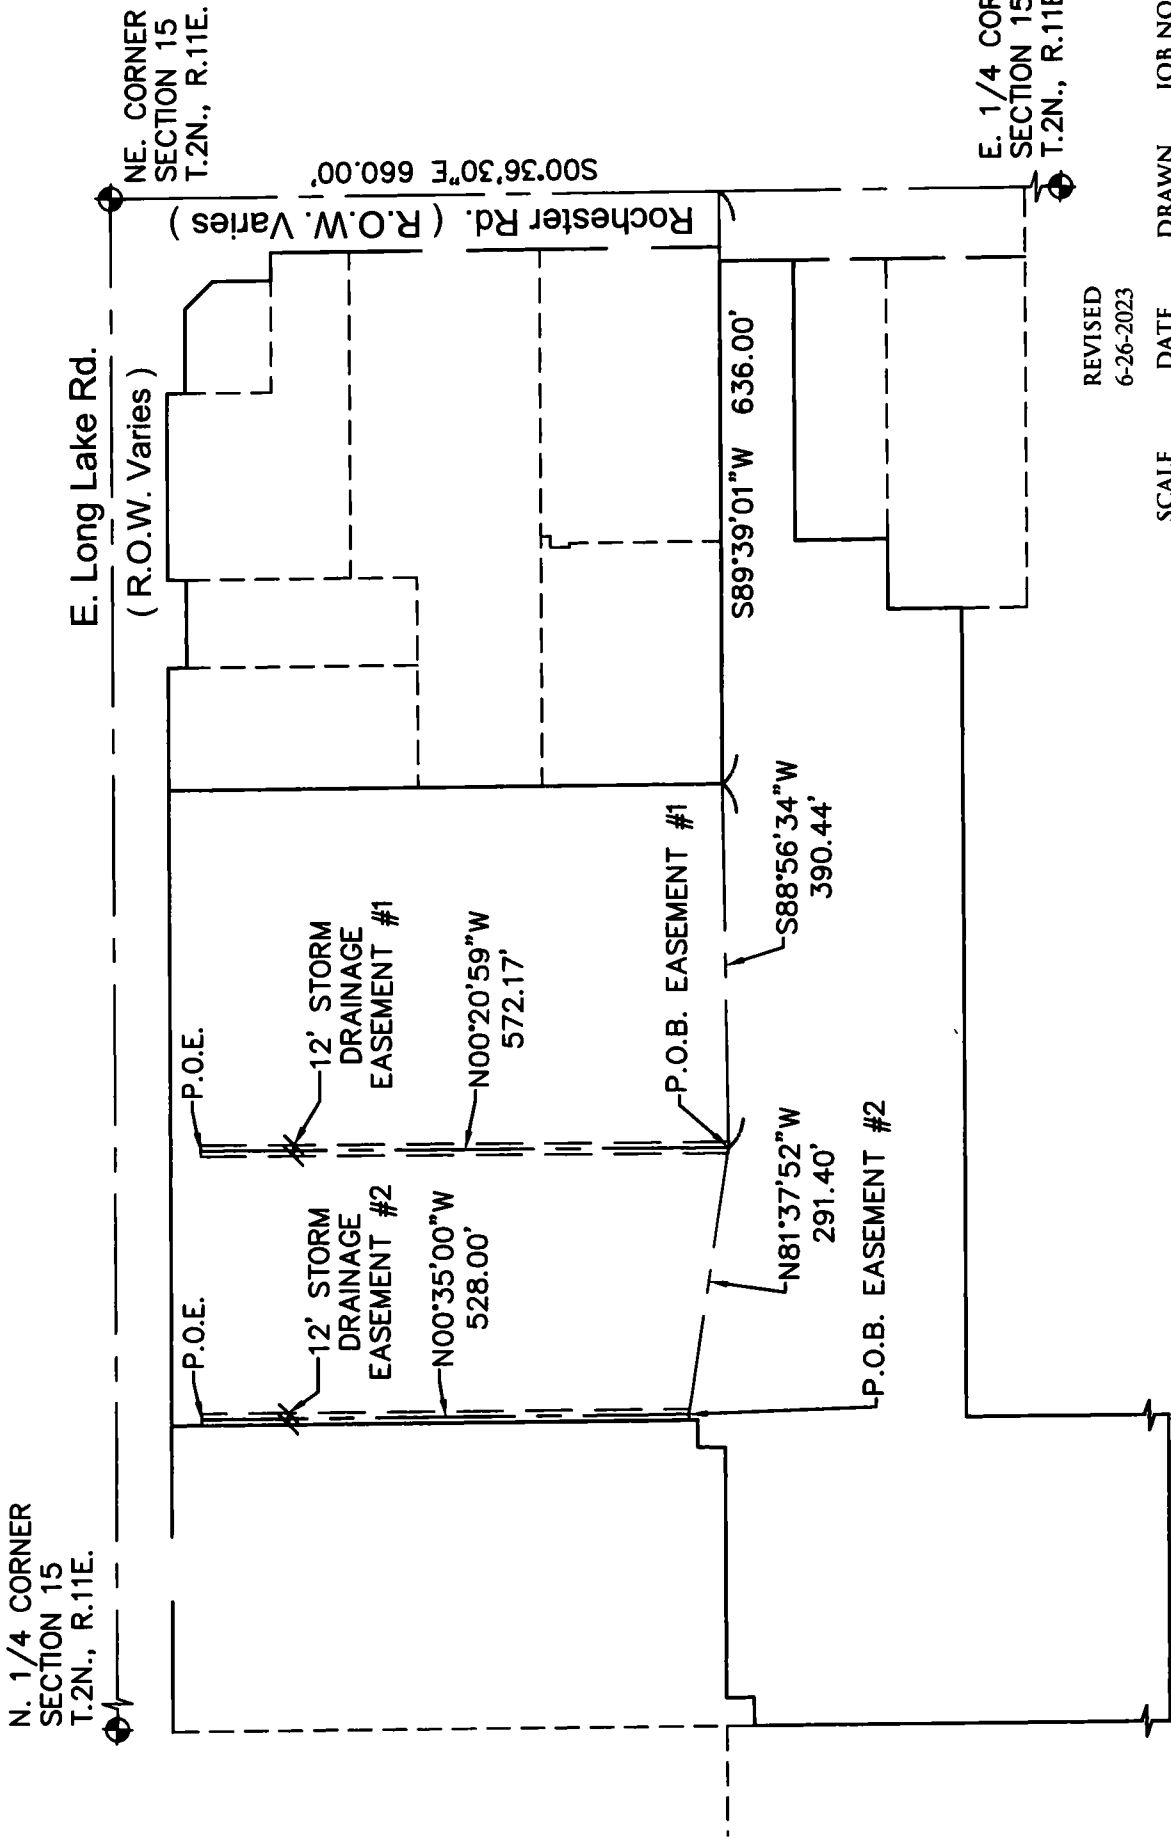 N. 1/4 CORNER
SECTION 15
T.2N., R.11E.
E. Long Lake Rd.
( R.O.W. Varies )
NE. CORNER
SECTION 15
T.2N., R.11E.
S00°36'30"E 660.00'
Rochester Rd. ( R.O.W. Varies )
P.O.E.
12' STORM
DRAINAGE
EASEMENT #2
N00°35'00"W
528.00'
P.O.E.
12' STORM
DRAINAGE
EASEMENT #1
N00°20'59"W
572.17'
P.O.B. EASEMENT #1
S89°39'01"W 636.00'
S88°56'34"W
390.44'
N81°37'52"W
291.40'
P.O.B. EASEMENT #2
E. 1/4 COR
SECTION 15
T.2N., R.11E
REVISED
6-26-2023
SCALE DATE DRAWN JOB NO